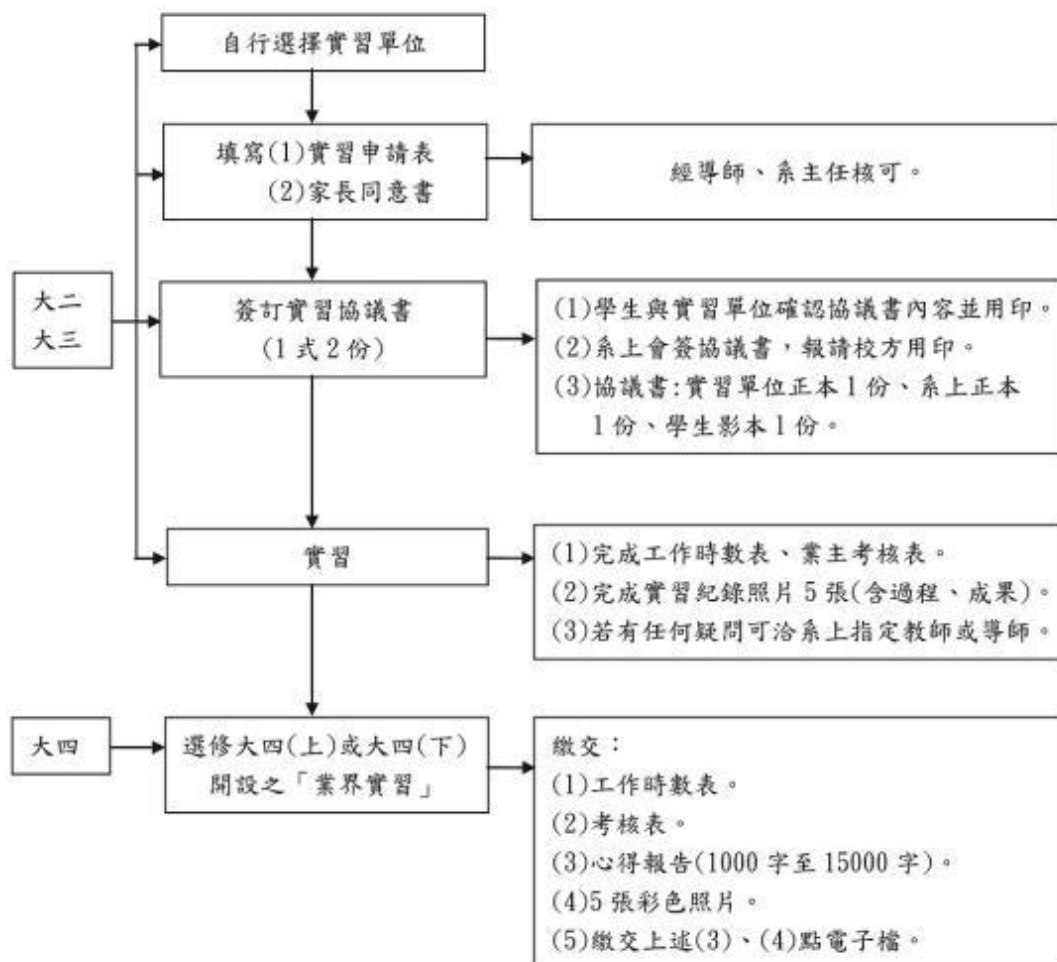 自行選擇實習單位
填寫(1)實習申請表
(2)家長同意書
經導師、系主任核可。
大二
大三
簽訂實習協議書
(1式2份)
(1)學生與實習單位確認協議書內容並用印。
(2)系上會簽協議書，報請校方用印。
(3)協議書:實習單位正本1份、系上正本
1份、學生影本1份。
實習
(1)完成工作時數表、業主考核表。
(2)完成實習紀錄照片5張(含過程、成果)。
(3)若有任何疑問可洽系上指定教師或導師。
大四
選修大四(上)或大四(下)
開設之「業界實習」
繳交：
(1)工作時數表。
(2)考核表。
(3)心得報告(1000字至15000字)。
(4)5張彩色照片。
(5)繳交上述(3)、(4)點電子檔。